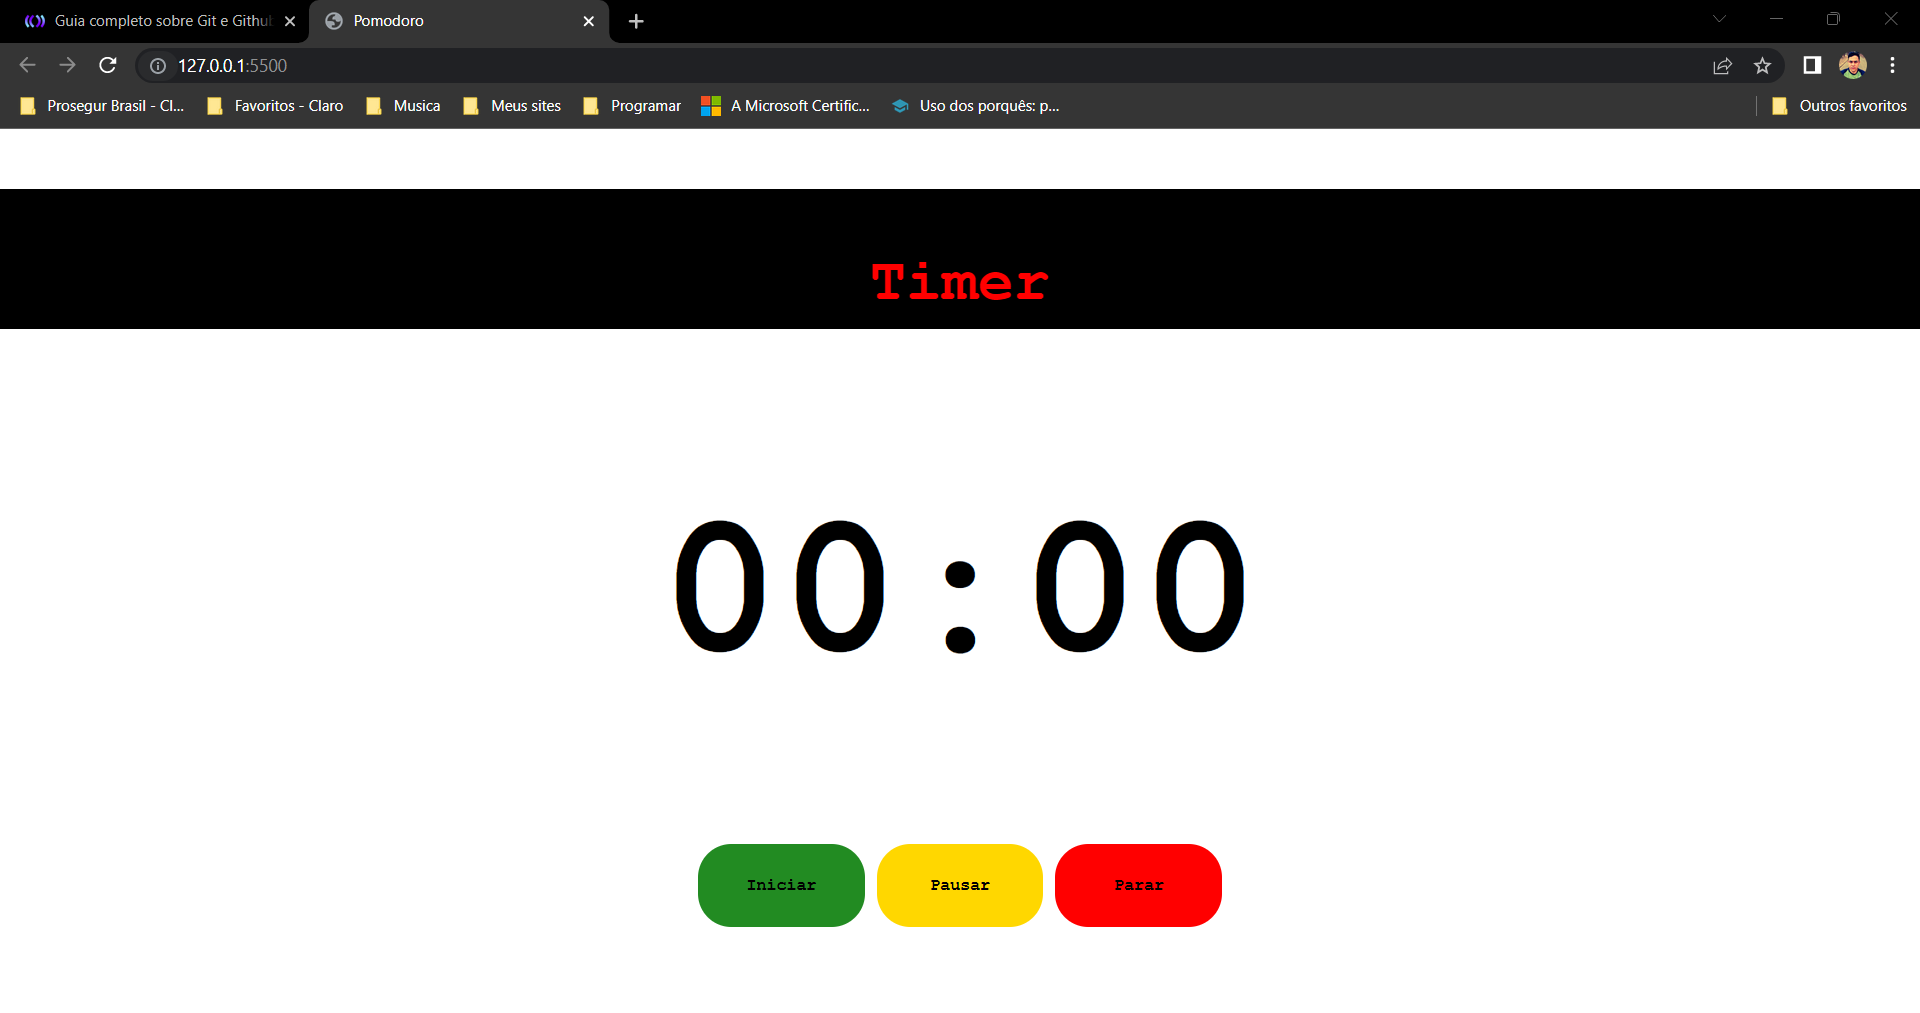 Guia completo sobre Git e Githu
Pomodoro
127.0.0.1:5500
Prosegur Brasil - Cl...
Favoritos - Claro
Musica
Meus sites
Programar
A Microsoft Certific...
Uso dos porquês: p...
Outros favoritos
Timer
00:00
Iniciar
Pausar
Parar